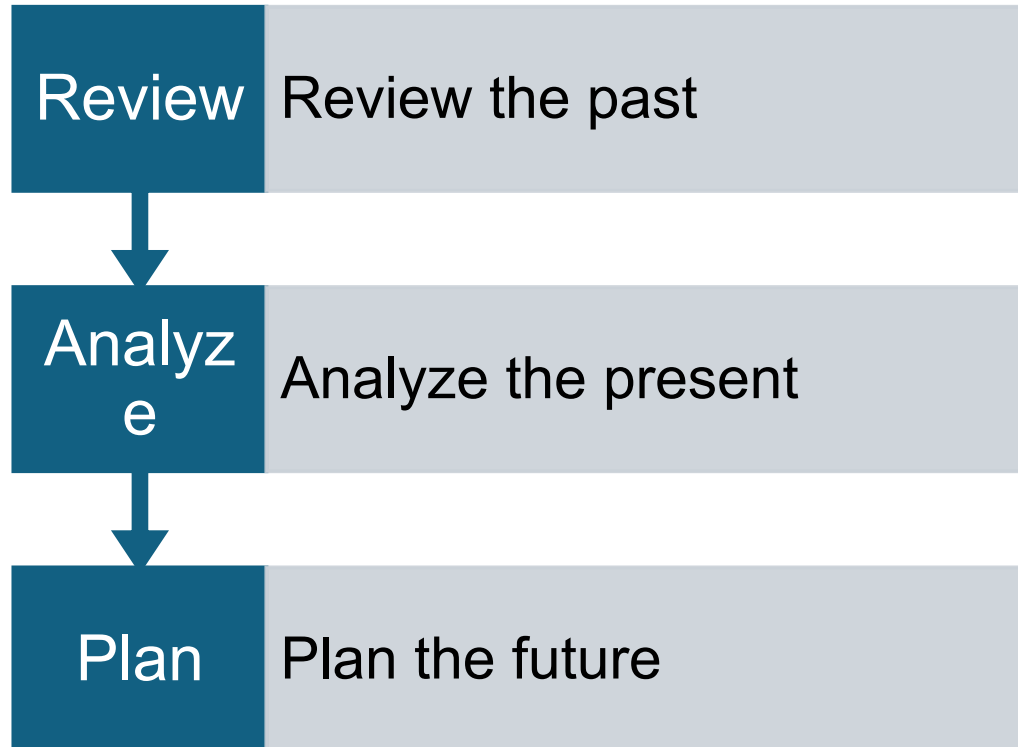 Review
Review the past
Analyz
e
Analyze the present
Plan
Plan the future